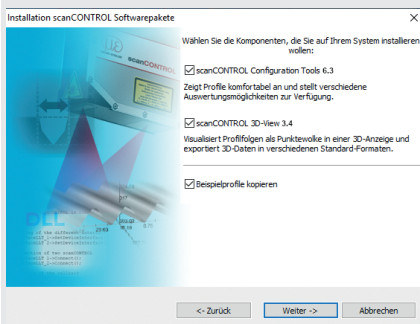 Installation scanCONTROL Softwarepakete
Wählen Sie die Komponenten, die Sie auf Ihrem System installieren
wollen:
scanCONTROL Configuration Tools 6.3
Zeigt Profile komfortabel an und stellt verschiedene
Auswertungsmöglichkeiten zur Verfügung.
scanCONTROL 3D-View 3.4
Visualisiert Profilfolgen als Punktewolke in einer 3D-Anzeige und
exportiert 3D-Daten in verschiedenen Standard-Formaten.
Beispielprofile kopieren
scanCONTROL
DLL
<- Zurück
Weiter ->
Abbrechen